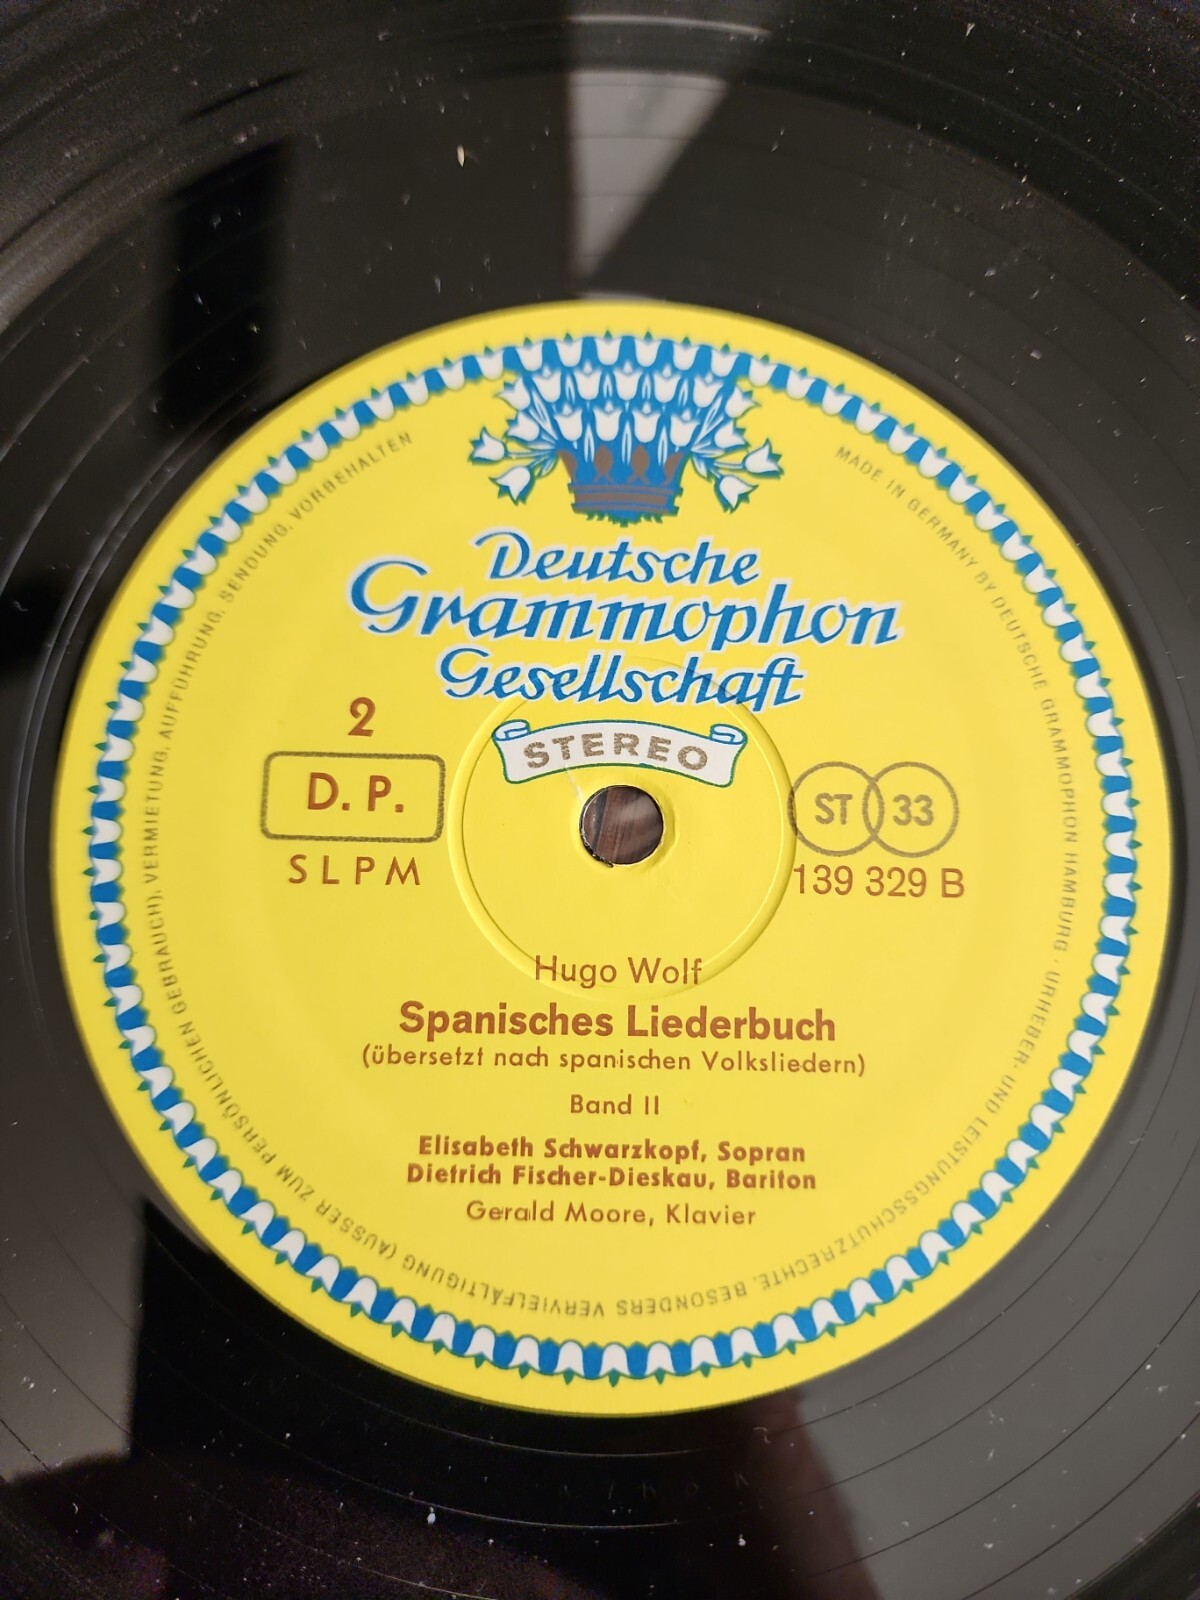 Deutsche
Grammophon
Gesellschaft
STEREO
2
D. P.
SLPM
ST 33
139 329 B
Hugo Wolf
Spanisches Liederbuch
(übersetzt nach spanischen Volksliedern)
Band II
Elisabeth Schwarzkopf, Sopran
Dietrich Fischer-Dieskau, Bariton
Gerald Moore, Klavier
MADE IN GERMANY BY DEUTSCHE GRAMMOPHON HAMBURG · URHEBER- UND LEISTUNGSSCHUTZRECHTE, BESONDERS VERVIELFÄLTIGUNG (AUSSER ZUM PERSÖNLICHEN GEBRAUCH), VERMIETUNG, AUFFÜHRUNG, SENDUNG, VORBEHALTEN